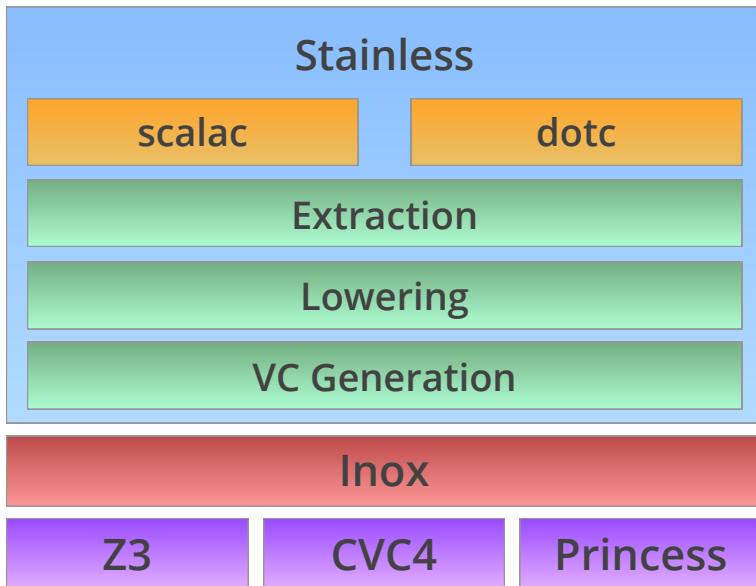 Stainless
scalac
dotc
Extraction
Lowering
VC Generation
Inox
Z3
CVC4
Princess